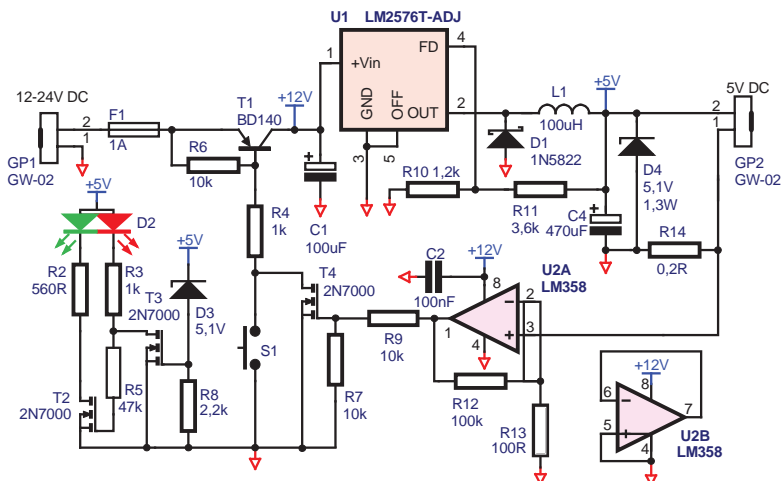 U1 LM2576T-ADJ
12-24V DC
GP1
GW-02
2
1
F1
1A
T1
BD140
+12V
R6
10k
1
+Vin
GND
OFF
FD
OUT
4
2
3
5
L1
100uH
+5V
5V DC
2
1
GP2
GW-02
D1
1N5822
D4
5,1V
1,3W
R10 1,2k
R11
3,6k
+
C4
470uF
R14
0,2R
+
C1
100uF
R4
1k
+5V
D2
R2
560R
R3
1k
T3
2N7000
+5V
D3
5,1V
T4
2N7000
C2
100nF
+12V
8
U2A
LM358
2
3
1
4
-
+
R9
10k
S1
R7
10k
R12
100k
R13
100R
T2
2N7000
R5
47k
R8
2,2k
+12V
8
6
5
7
4
-
+
U2B
LM358